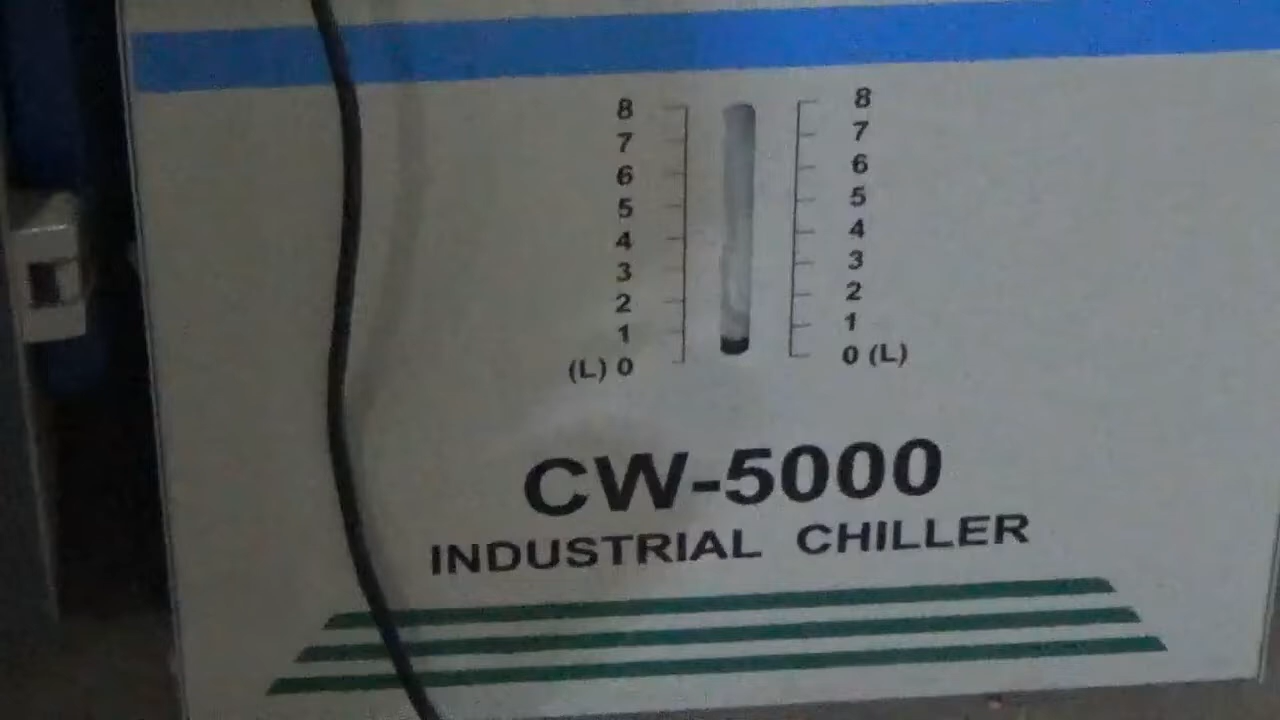 8 8
7 7
6 6
5 5
4 4
3 3
2 2
1 1
(L) 0 0 (L)
CW-5000
INDUSTRIAL CHILLER